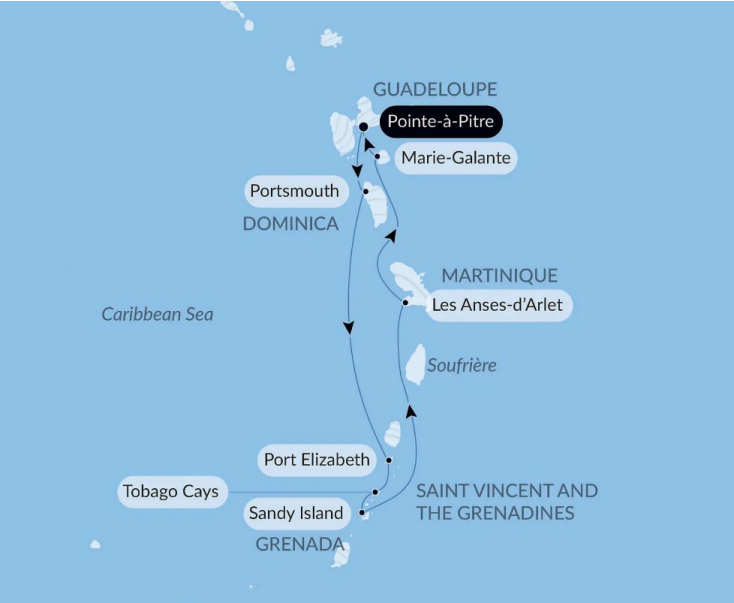 GUADELOUPE
Pointe-à-Pitre
Marie-Galante
Portsmouth
DOMINICA
MARTINIQUE
Les Anses-d'Arlet
Caribbean Sea
Soufrière
Port Elizabeth
Tobago Cays
SAINT VINCENT AND
THE GRENADINES
Sandy Island
GRENADA